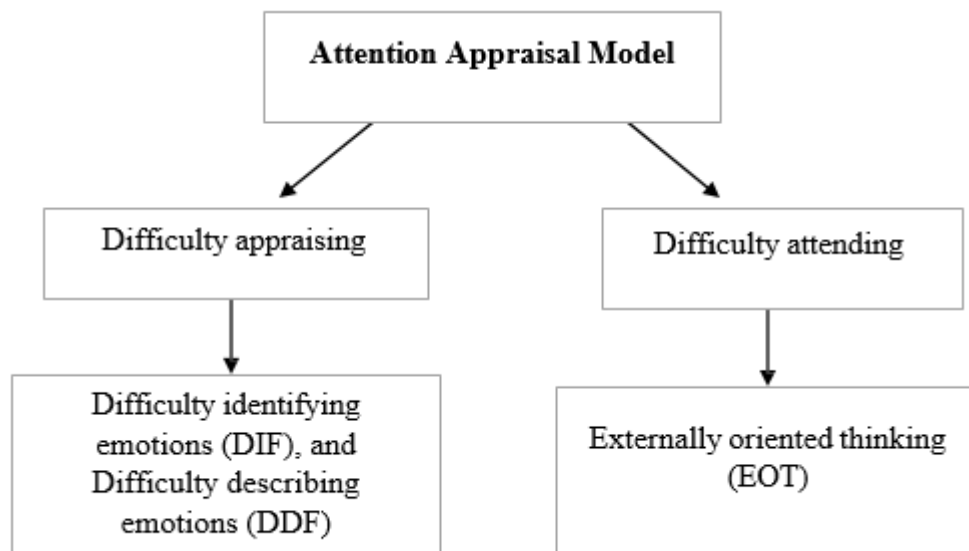 Attention Appraisal Model
Difficulty appraising
Difficulty attending
Difficulty identifying
emotions (DIF), and
Difficulty describing
emotions (DDF)
Externally oriented thinking
(EOT)